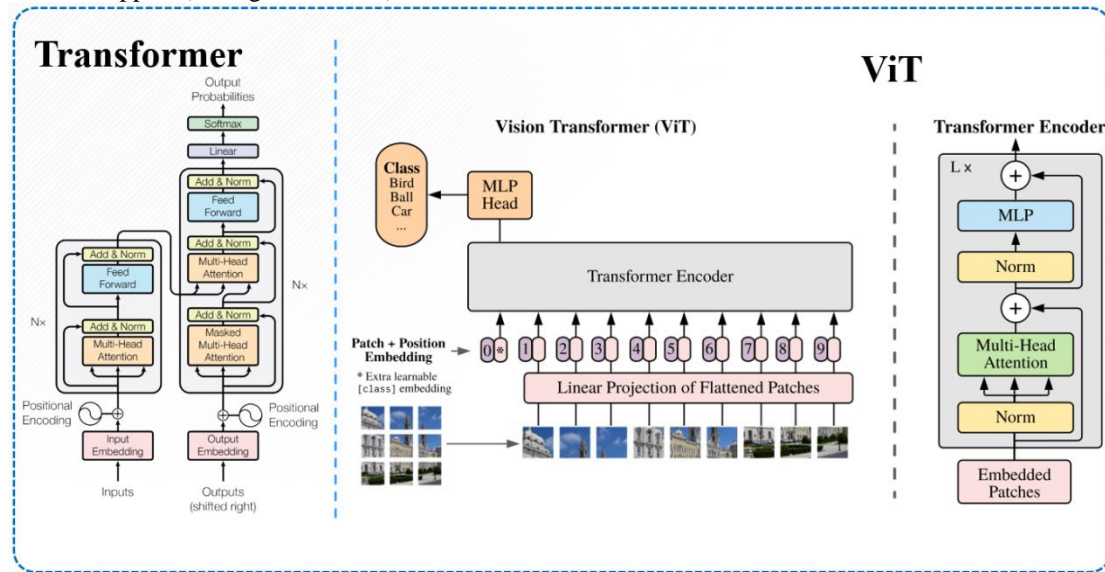 Transformer
Output
Probabilities
Softmax
Linear
Add & Norm
Feed
Forward
Add & Norm
Multi-Head
Attention
Add & Norm
Feed
Forward
Nx
Add & Norm
Multi-Head
Attention
Nx
Add & Norm
Masked
Multi-Head
Attention
Positional
Encoding
Positional
Encoding
Input
Embedding
Output
Embedding
Inputs
Outputs
(shifted right)
ViT
Vision Transformer (ViT)
Class
Bird
Ball
Car
...
MLP
Head
Transformer Encoder
Patch + Position
Embedding
0 * 1 2 3 4 5 6 7 8 9
* Extra learnable
[class] embedding
Linear Projection of Flattened Patches
Transformer Encoder
L x
+
MLP
Norm
+
Multi-Head
Attention
Norm
Embedded
Patches